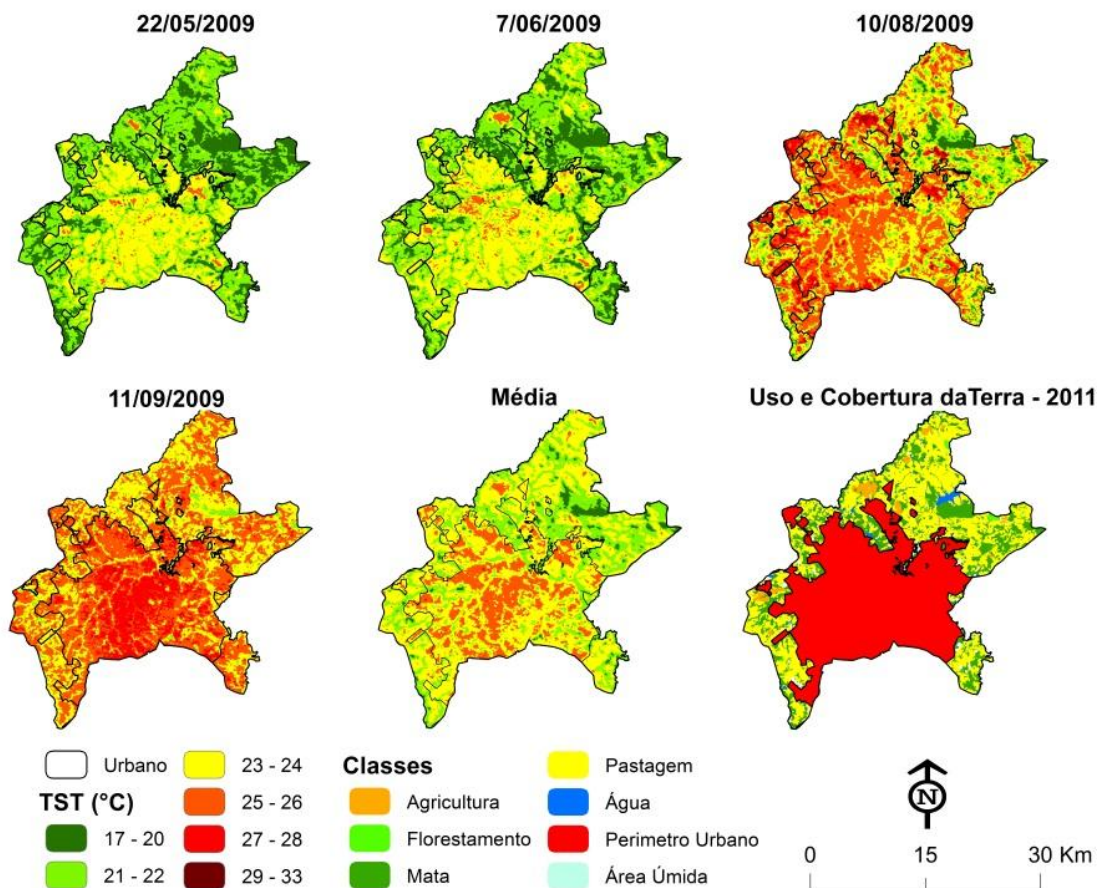 22/05/2009
7/06/2009
10/08/2009
11/09/2009
Média
Uso e Cobertura daTerra - 2011
Urbano
TST (°C)
17 - 20
21 - 22
23 - 24
25 - 26
27 - 28
29 - 33
Classes
Agricultura
Florestamento
Mata
Pastagem
Água
Perimetro Urbano
Área Úmida
N
0 15 30 Km